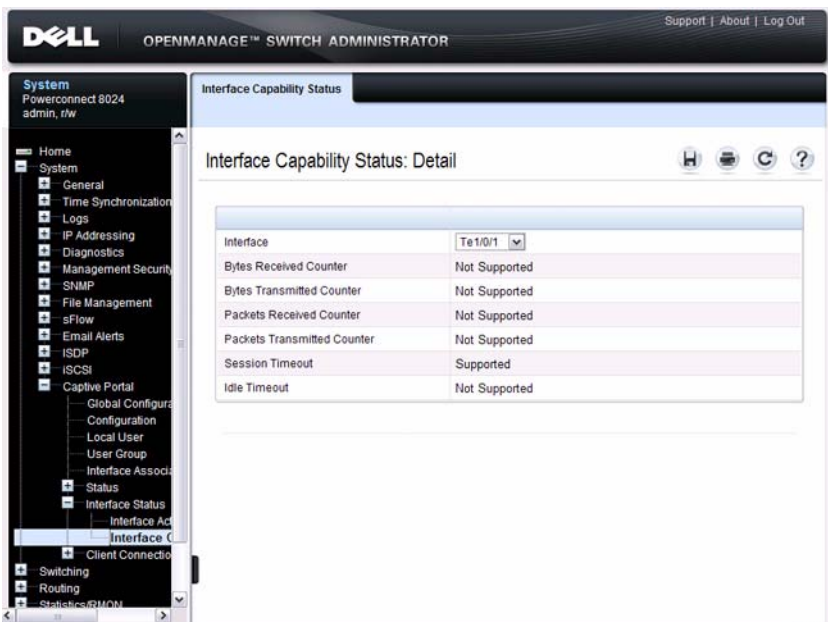 Support | About | Log Out
DELL OPENMANAGE™ SWITCH ADMINISTRATOR
System
Powerconnect 8024
admin, r/w
Home
System
General
Time Synchronization
Logs
IP Addressing
Diagnostics
Management Security
SNMP
File Management
sFlow
Email Alerts
ISDP
iSCSI
Captive Portal
Global Configura
Configuration
Local User
User Group
Interface Associa
Status
Interface Status
Interface Act
Interface C
Client Connectio
Switching
Routing
Statistics/RMON
Interface Capability Status
Interface Capability Status: Detail
Interface Te1/0/1
Bytes Received Counter Not Supported
Bytes Transmitted Counter Not Supported
Packets Received Counter Not Supported
Packets Transmitted Counter Not Supported
Session Timeout Supported
Idle Timeout Not Supported